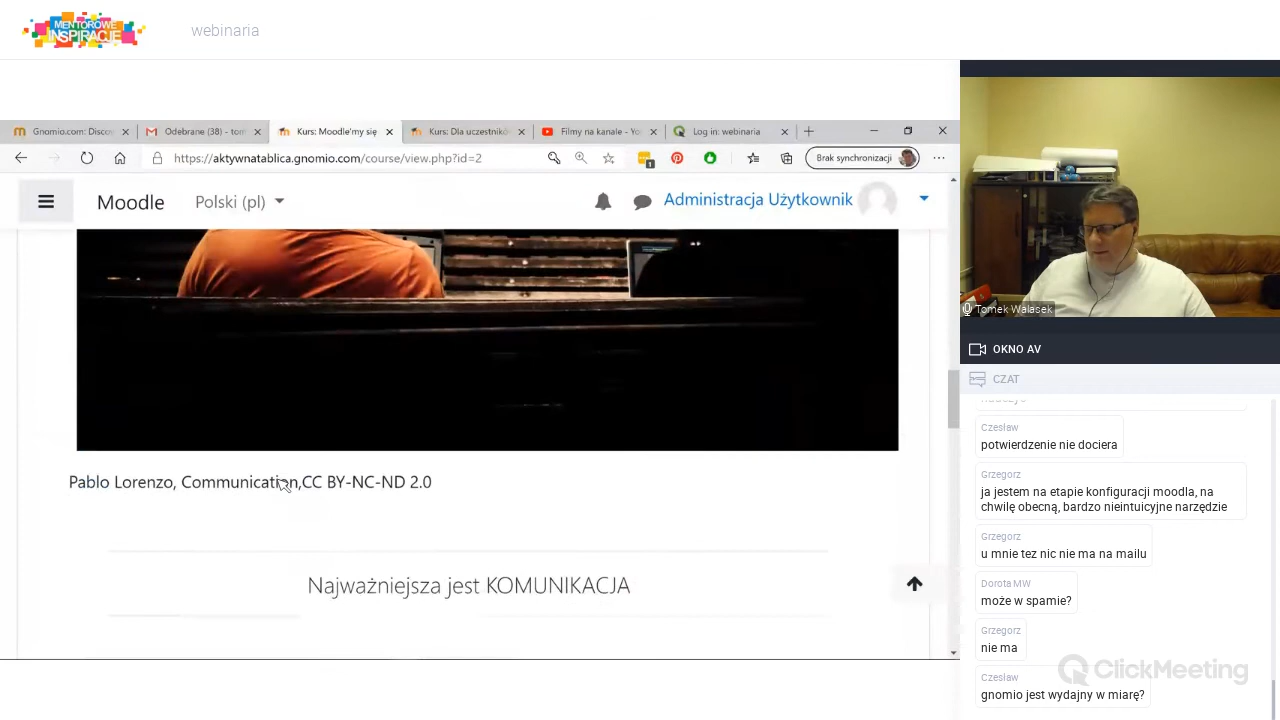 MENTOROWE
INSPIRACJE
webinaria
Gnomio.com: Disco
Odebrane (38) - tom
Kurs: Moodle'my się
Kurs: Dla uczestnikó
Filmy na kanale - Yo
Log in: webinaria
https://aktywnatablica.gnomio.com/course/view.php?id=2
1
Brak synchronizacji
Moodle
Polski (pl)
Administracja Użytkownik
Pablo Lorenzo, Communication,CC BY-NC-ND 2.0
Najważniejsza jest KOMUNIKACJA
Tomek Walasek
OKNO AV
CZAT
Czesław
potwierdzenie nie dociera
Grzegorz
ja jestem na etapie konfiguracji moodla, na
chwilę obecną, bardzo nieintuicyjne narzędzie
Grzegorz
u mnie tez nic nie ma na mailu
Dorota MW
może w spamie?
Grzegorz
nie ma
Czesław
gnomio jest wydajny w miarę?
ClickMeeting